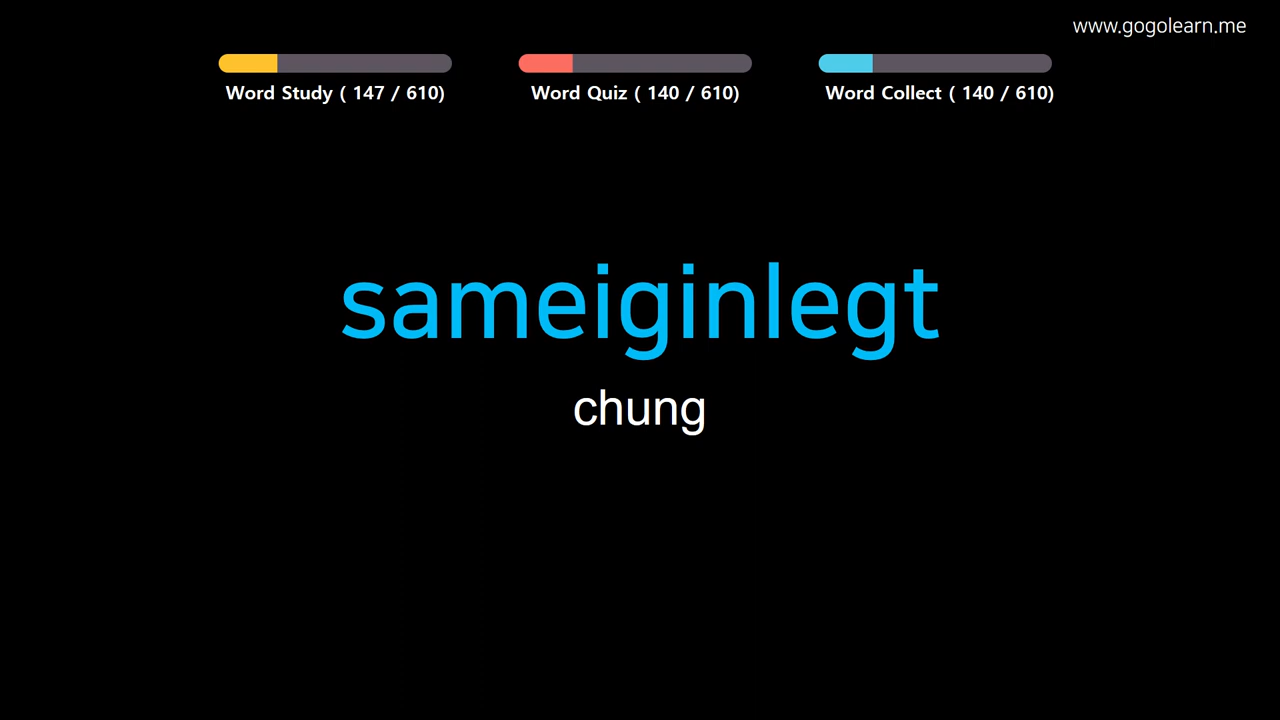 www.gogolearn.me
Word Study ( 147 / 610)
Word Quiz ( 140 / 610)
Word Collect ( 140 / 610)
sameiginlegt
chung